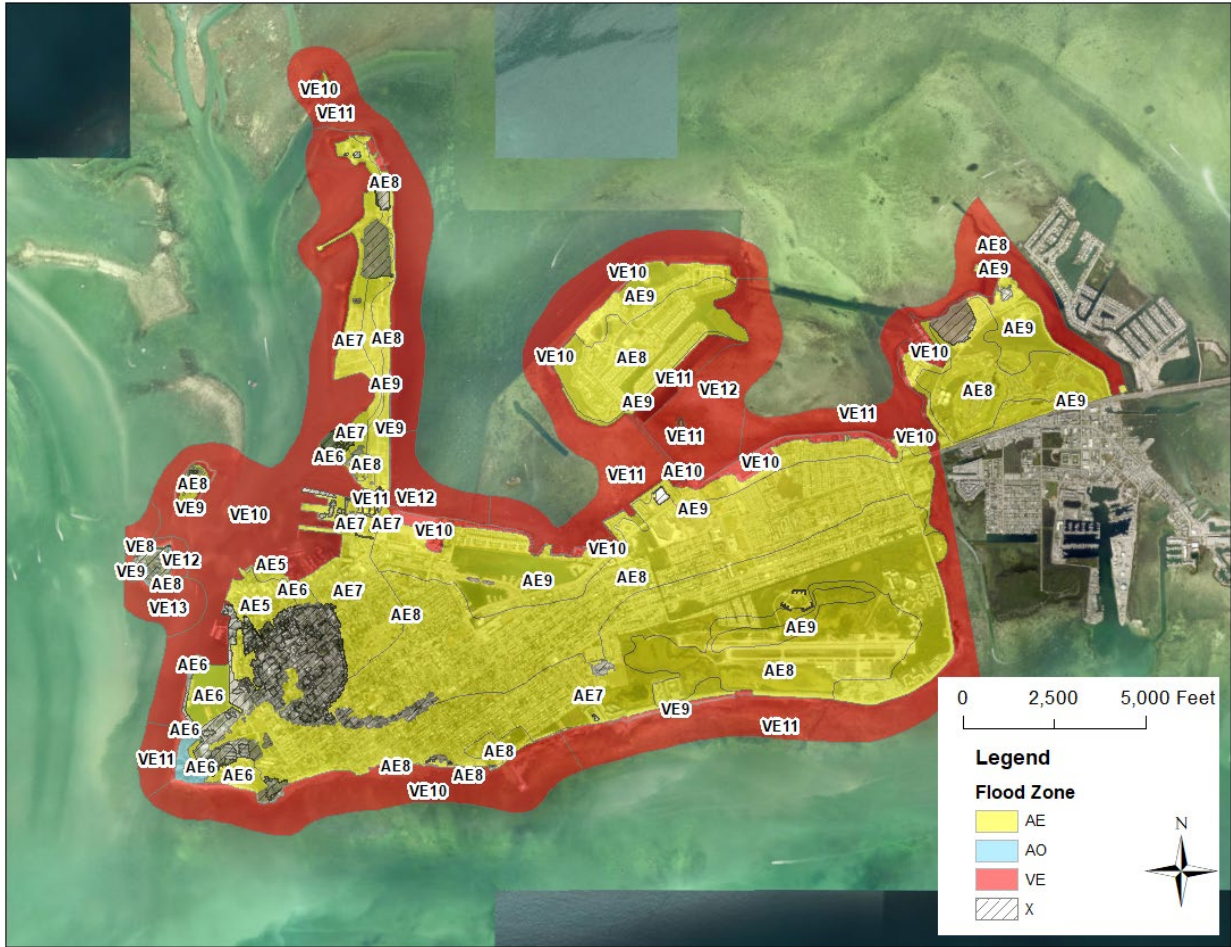 VE10
VE11
AE8
AE8
AE9
VE10
AE9
AE9
VE10
AE7
AE8
VE10
AE8
VE11
VE12
AE8
AE9
AE9
AE9
VE11
AE7
VE9
VE11
VE10
AE6
AE8
VE11
AE10
VE10
AE8
VE9
VE11
VE12
AE9
VE10
AE7
AE7
VE10
VE8
VE12
VE10
VE9
AE5
AE9
AE8
AE8
AE6
AE7
VE13
AE5
AE8
AE9
AE6
AE8
AE6
AE7
VE9
AE6
VE11
VE11
AE8
AE8
AE6
AE6
AE8
VE10
0 2,500 5,000 Feet
Legend
Flood Zone
AE
AO
VE
X
N